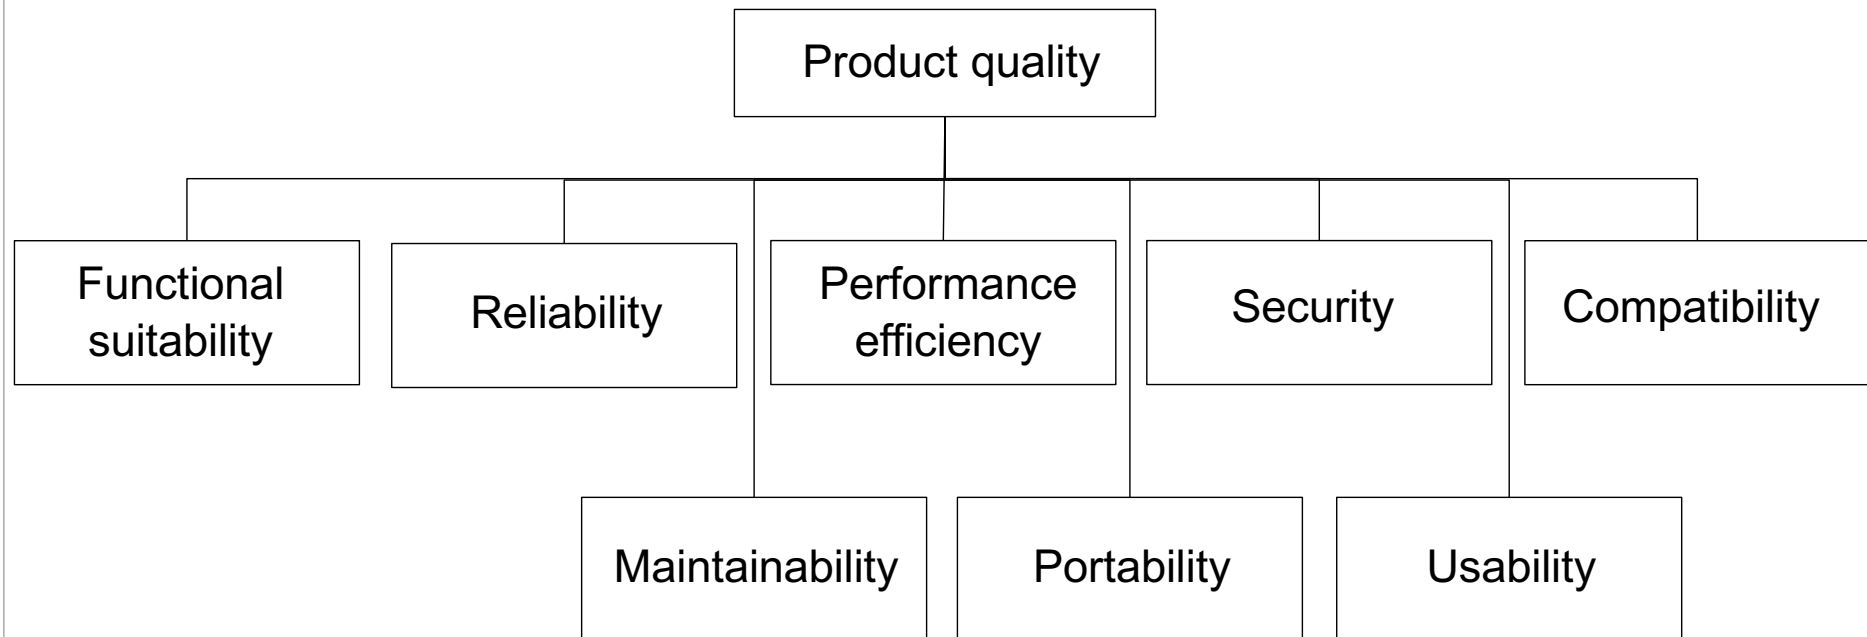 Product quality
Functional
suitability
Reliability
Performance
efficiency
Security
Compatibility
Maintainability
Portability
Usability